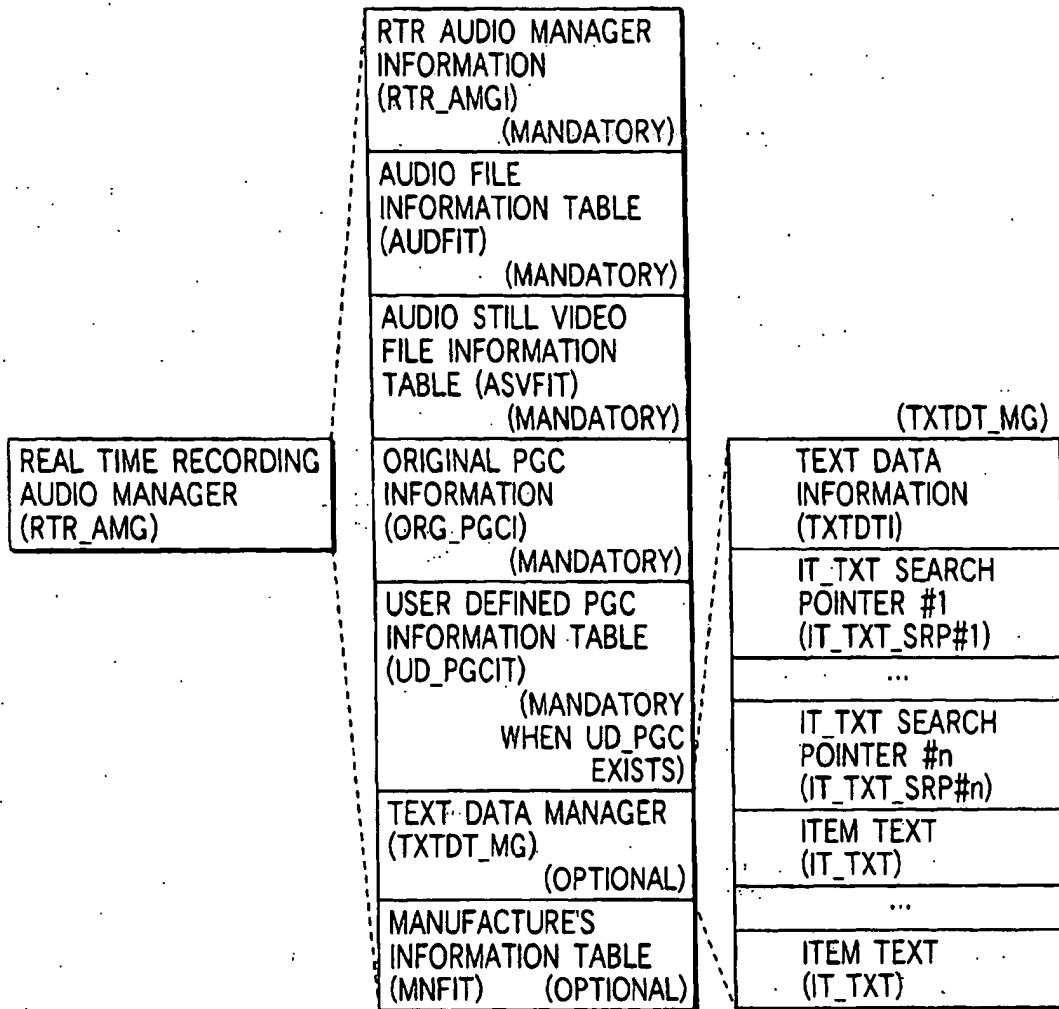 REAL TIME RECORDING
AUDIO MANAGER
(RTR_AMG)
RTR AUDIO MANAGER
INFORMATION
(RTR_AMGI)
(MANDATORY)
AUDIO FILE
INFORMATION TABLE
(AUDFIT)
(MANDATORY)
AUDIO STILL VIDEO
FILE INFORMATION
TABLE (ASVFIT)
(MANDATORY)
ORIGINAL PGC
INFORMATION
(ORG_PGCI)
(MANDATORY)
USER DEFINED PGC
INFORMATION TABLE
(UD_PGCIT)
(MANDATORY
WHEN UD_PGC
EXISTS)
TEXT DATA MANAGER
(TXTDT_MG)
(OPTIONAL)
MANUFACTURE'S
INFORMATION TABLE
(MNFIT) (OPTIONAL)
(TXTDT_MG)
TEXT DATA
INFORMATION
(TXTDTI)
IT_TXT SEARCH
POINTER #1
(IT_TXT_SRP#1)
...
IT_TXT SEARCH
POINTER #n
(IT_TXT_SRP#n)
ITEM TEXT
(IT_TXT)
...
ITEM TEXT
(IT_TXT)